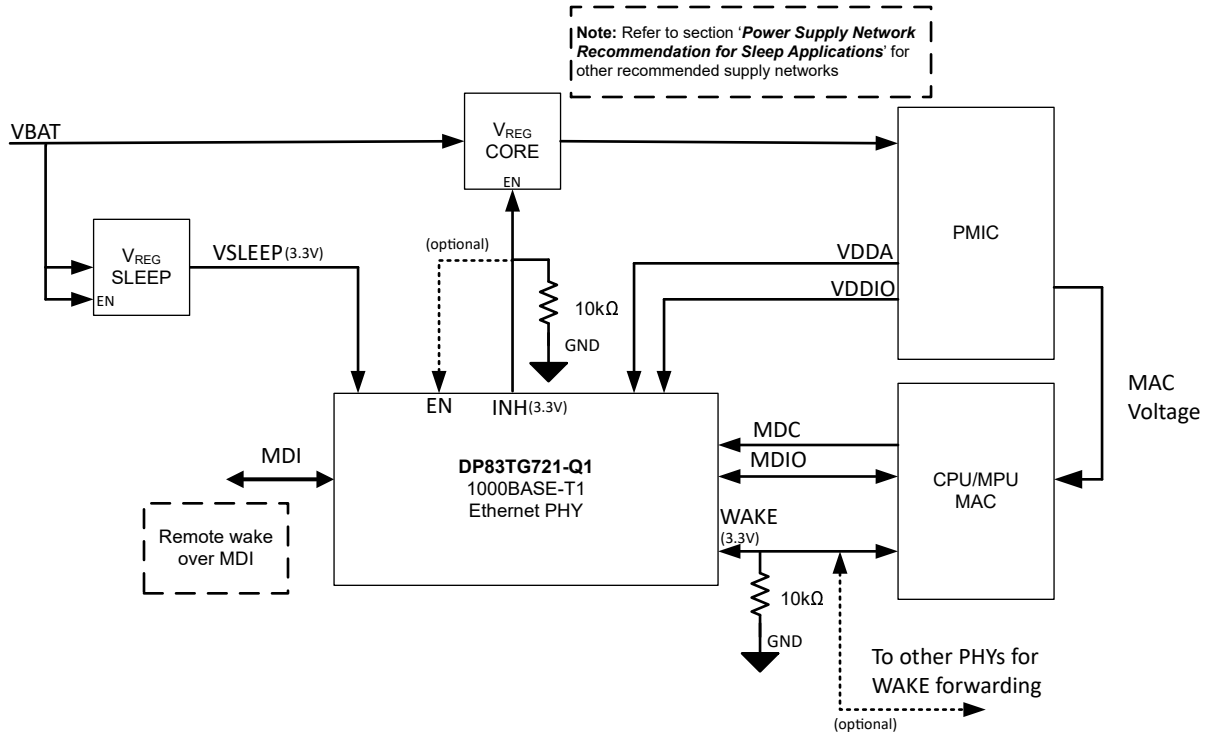 Note: Refer to section ‘Power Supply Network
Recommendation for Sleep Applications’ for
other recommended supply networks
VBAT
VREG
CORE
EN
PMIC
VREG
SLEEP
EN
VSLEEP(3.3V)
(optional)
10kΩ
GND
VDDA
VDDIO
MAC
Voltage
EN
INH(3.3V)
MDI
DP83TG721-Q1
1000BASE-T1
Ethernet PHY
MDC
MDIO
CPU/MPU
MAC
WAKE
(3.3V)
Remote wake
over MDI
10kΩ
GND
To other PHYs for
WAKE forwarding
(optional)